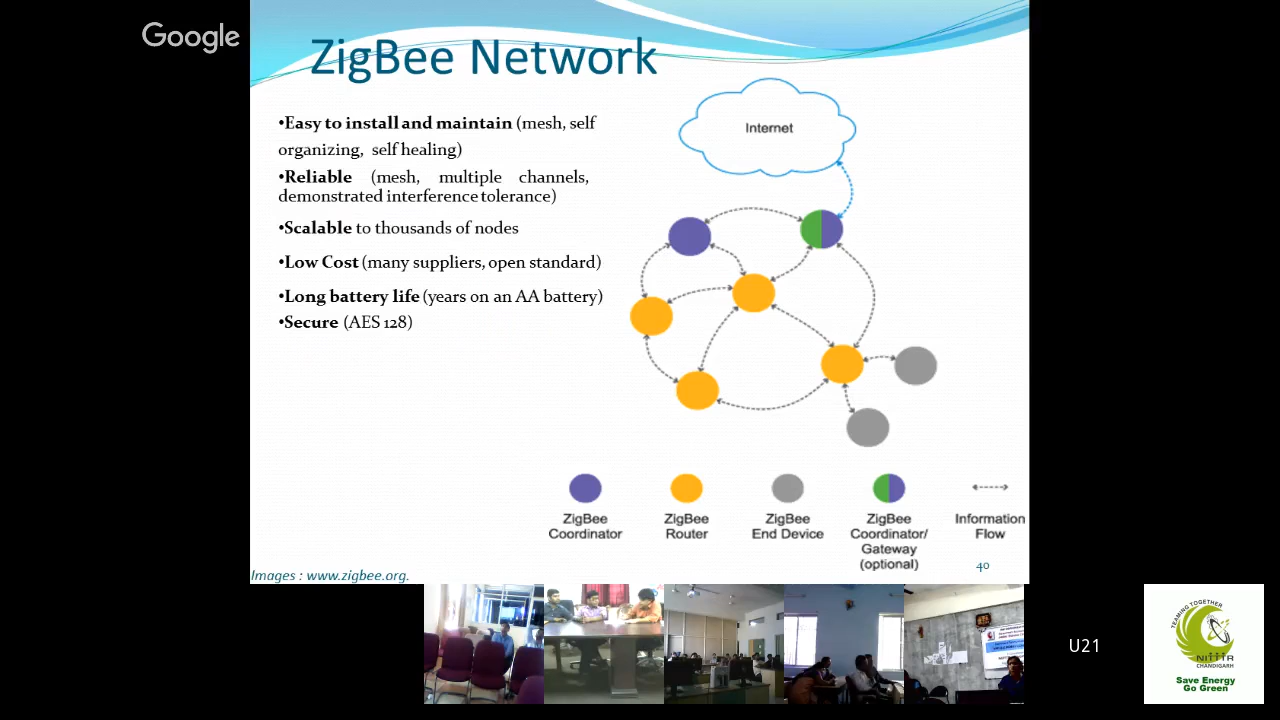 Google
ZigBee Network
•Easy to install and maintain (mesh, self
organizing, self healing)
•Reliable (mesh, multiple channels,
demonstrated interference tolerance)
•Scalable to thousands of nodes
•Low Cost (many suppliers, open standard)
•Long battery life (years on an AA battery)
•Secure (AES 128)
Internet
ZigBee
Coordinator
ZigBee
Router
ZigBee
End Device
ZigBee
Coordinator/
Gateway
(optional)
Information
Flow
40
Images : www.zigbee.org.
U21
TEAMING TOGETHER
NITTTR
CHANDIGARH
Save Energy
Go Green